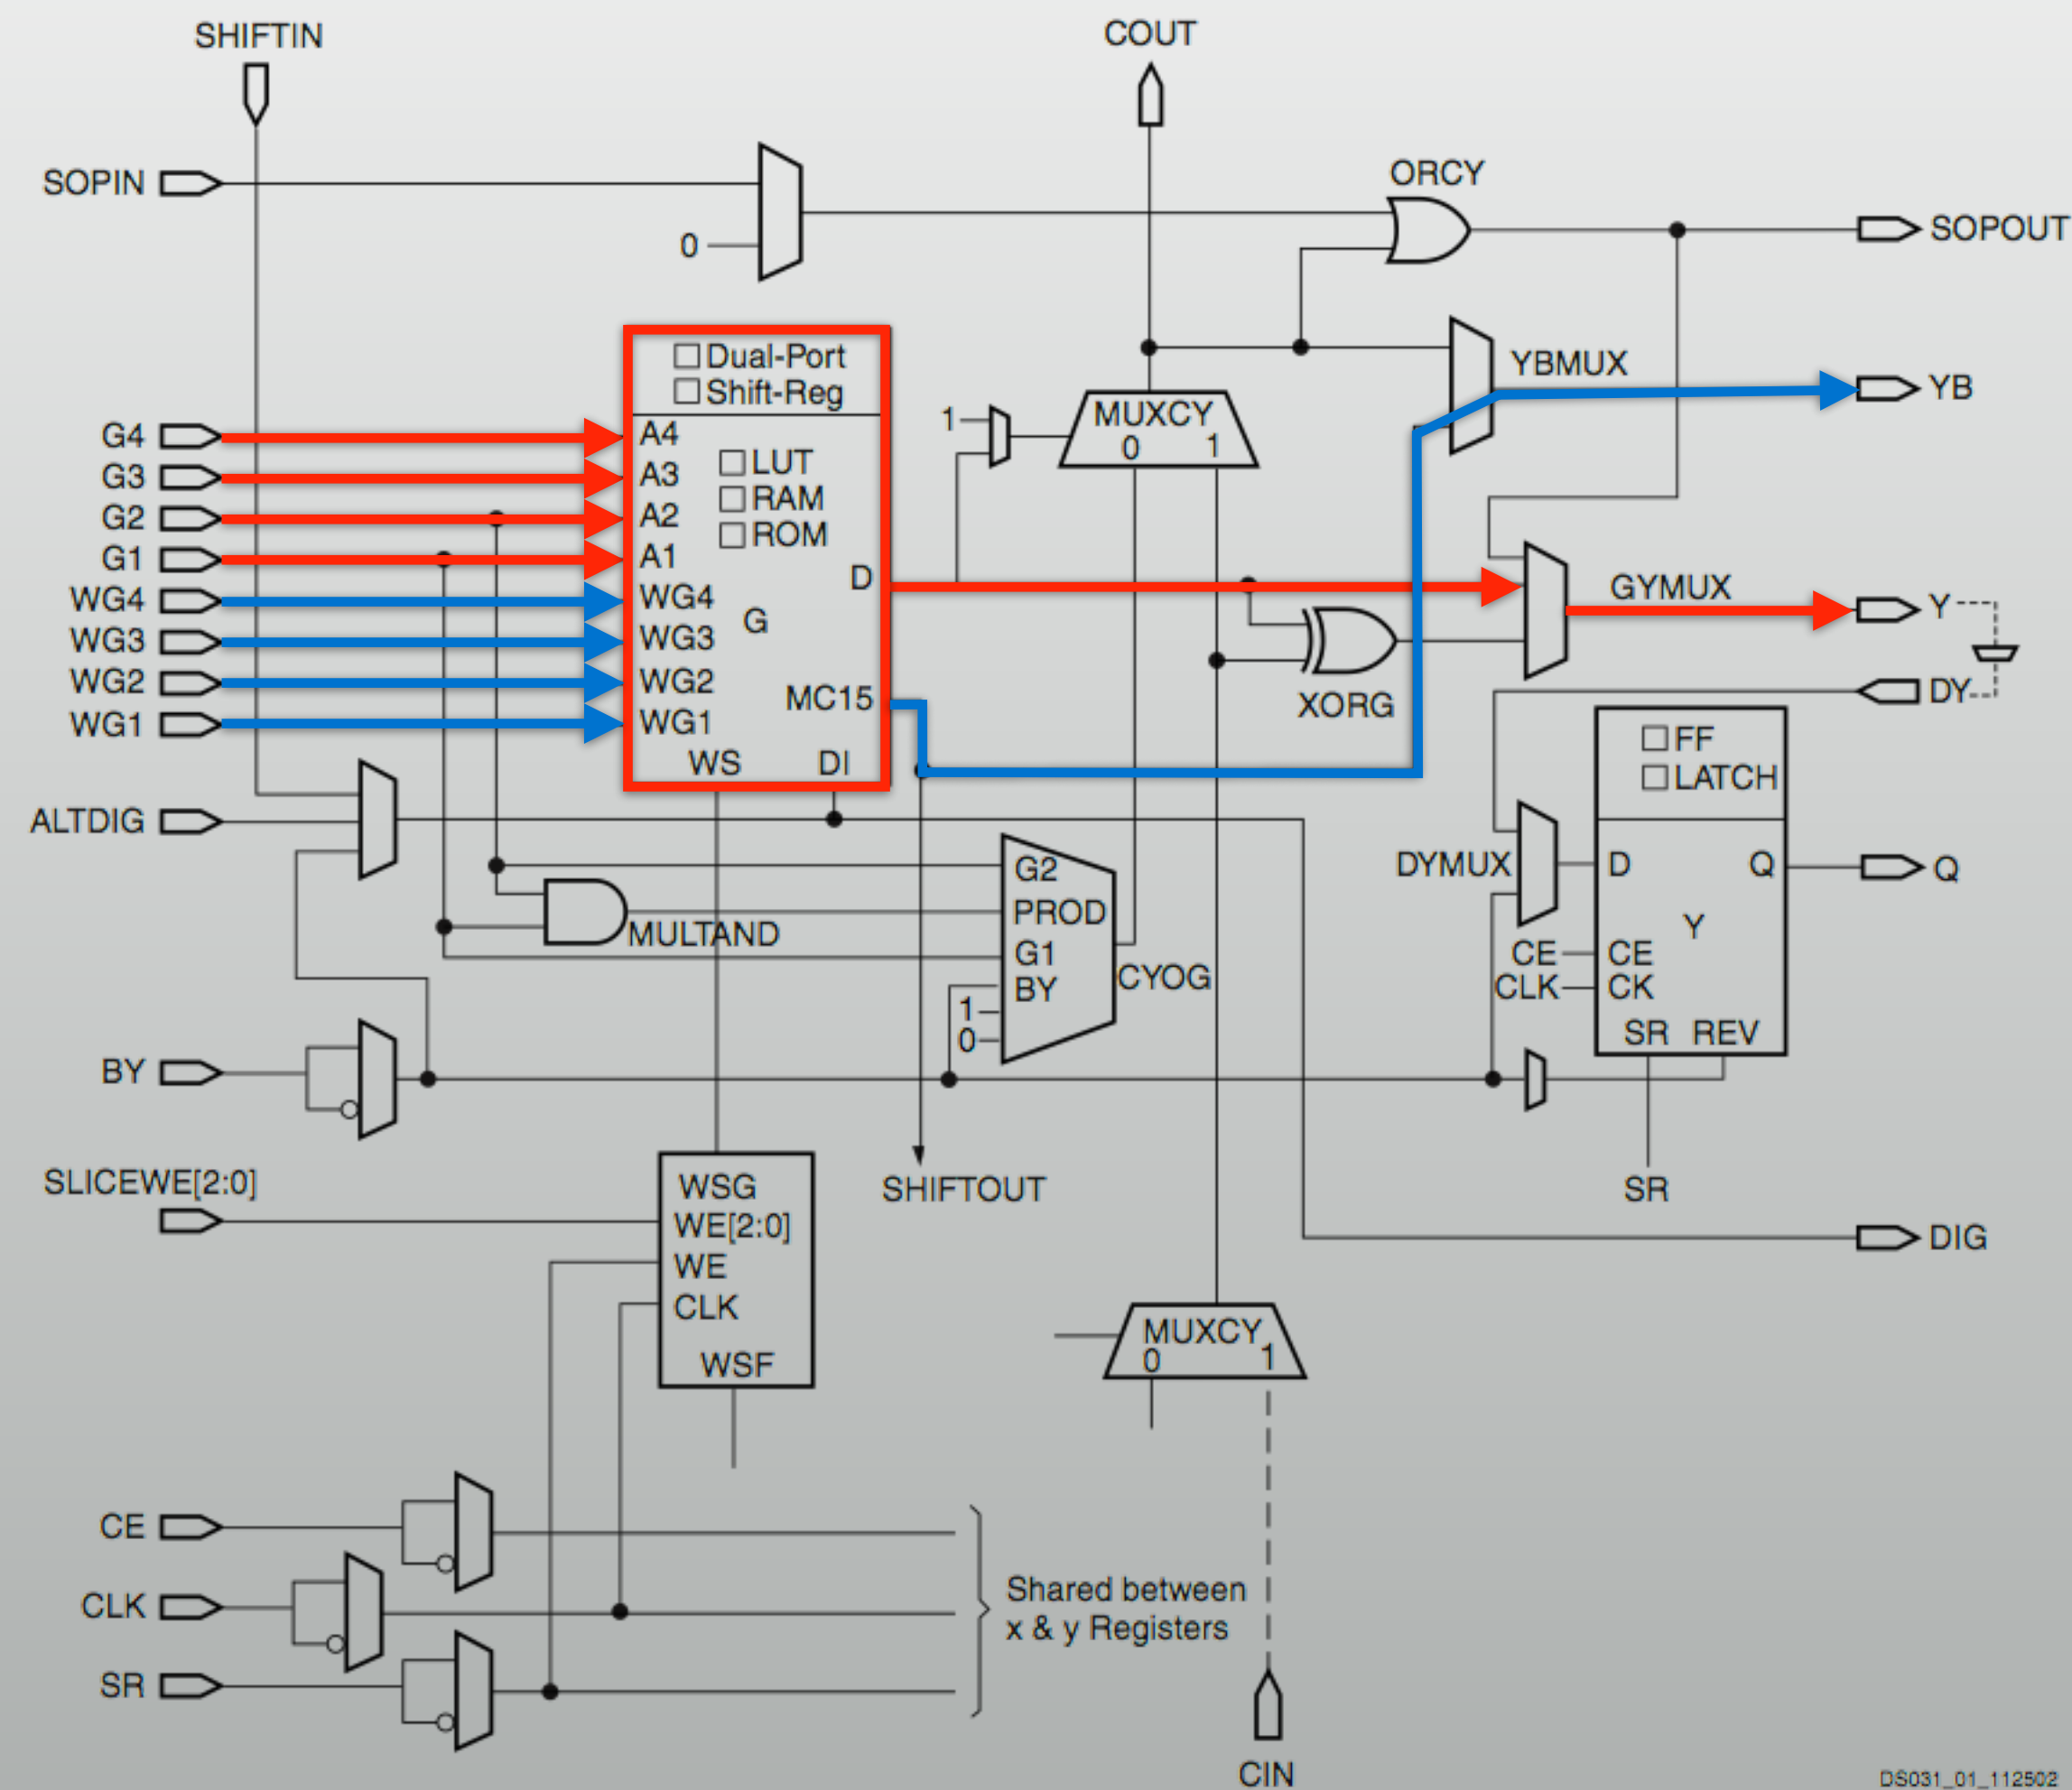 SHIFTIN
COUT
SOPIN
ORCY
0
SOPOUT
Dual-Port
Shift-Reg
YBMUX
YB
1
MUXCY
0 1
G4
G3
G2
G1
WG4
WG3
WG2
WG1
A4
A3
A2
A1
WG4
WG3
WG2
WG1
LUT
RAM
ROM
D
G
MC15
WS DI
GYMUX
Y
XORG
DY
FF
LATCH
ALTDIG
DYMUX
D Q
Q
Y
CE CE
CLK CK
SR REV
MULTAND
G2
PROD
G1
BY
1
0
CYOG
BY
SHIFTOUT
SR
SLICEWE[2:0]
WSG
WE[2:0]
WE
CLK
WSF
DIG
MUXCY
0 1
CE
CLK
SR
Shared between
x & y Registers
CIN
DS031_01_112502